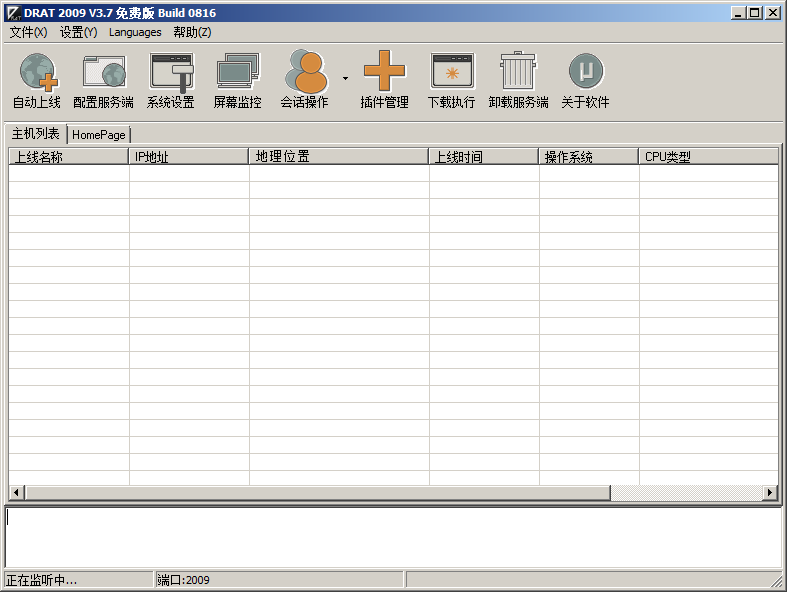 DRAT 2009 V3.7 免费版 Build 0816
文件(X) 设置(Y) Languages 帮助(Z)
自动上线 配置服务端 系统设置 屏幕监控 会话操作 插件管理 下载执行 卸载服务端 关于软件
主机列表 HomePage
上线名称 IP地址 地理位置 上线时间 操作系统 CPU类型
正在监听中... 端口:2009